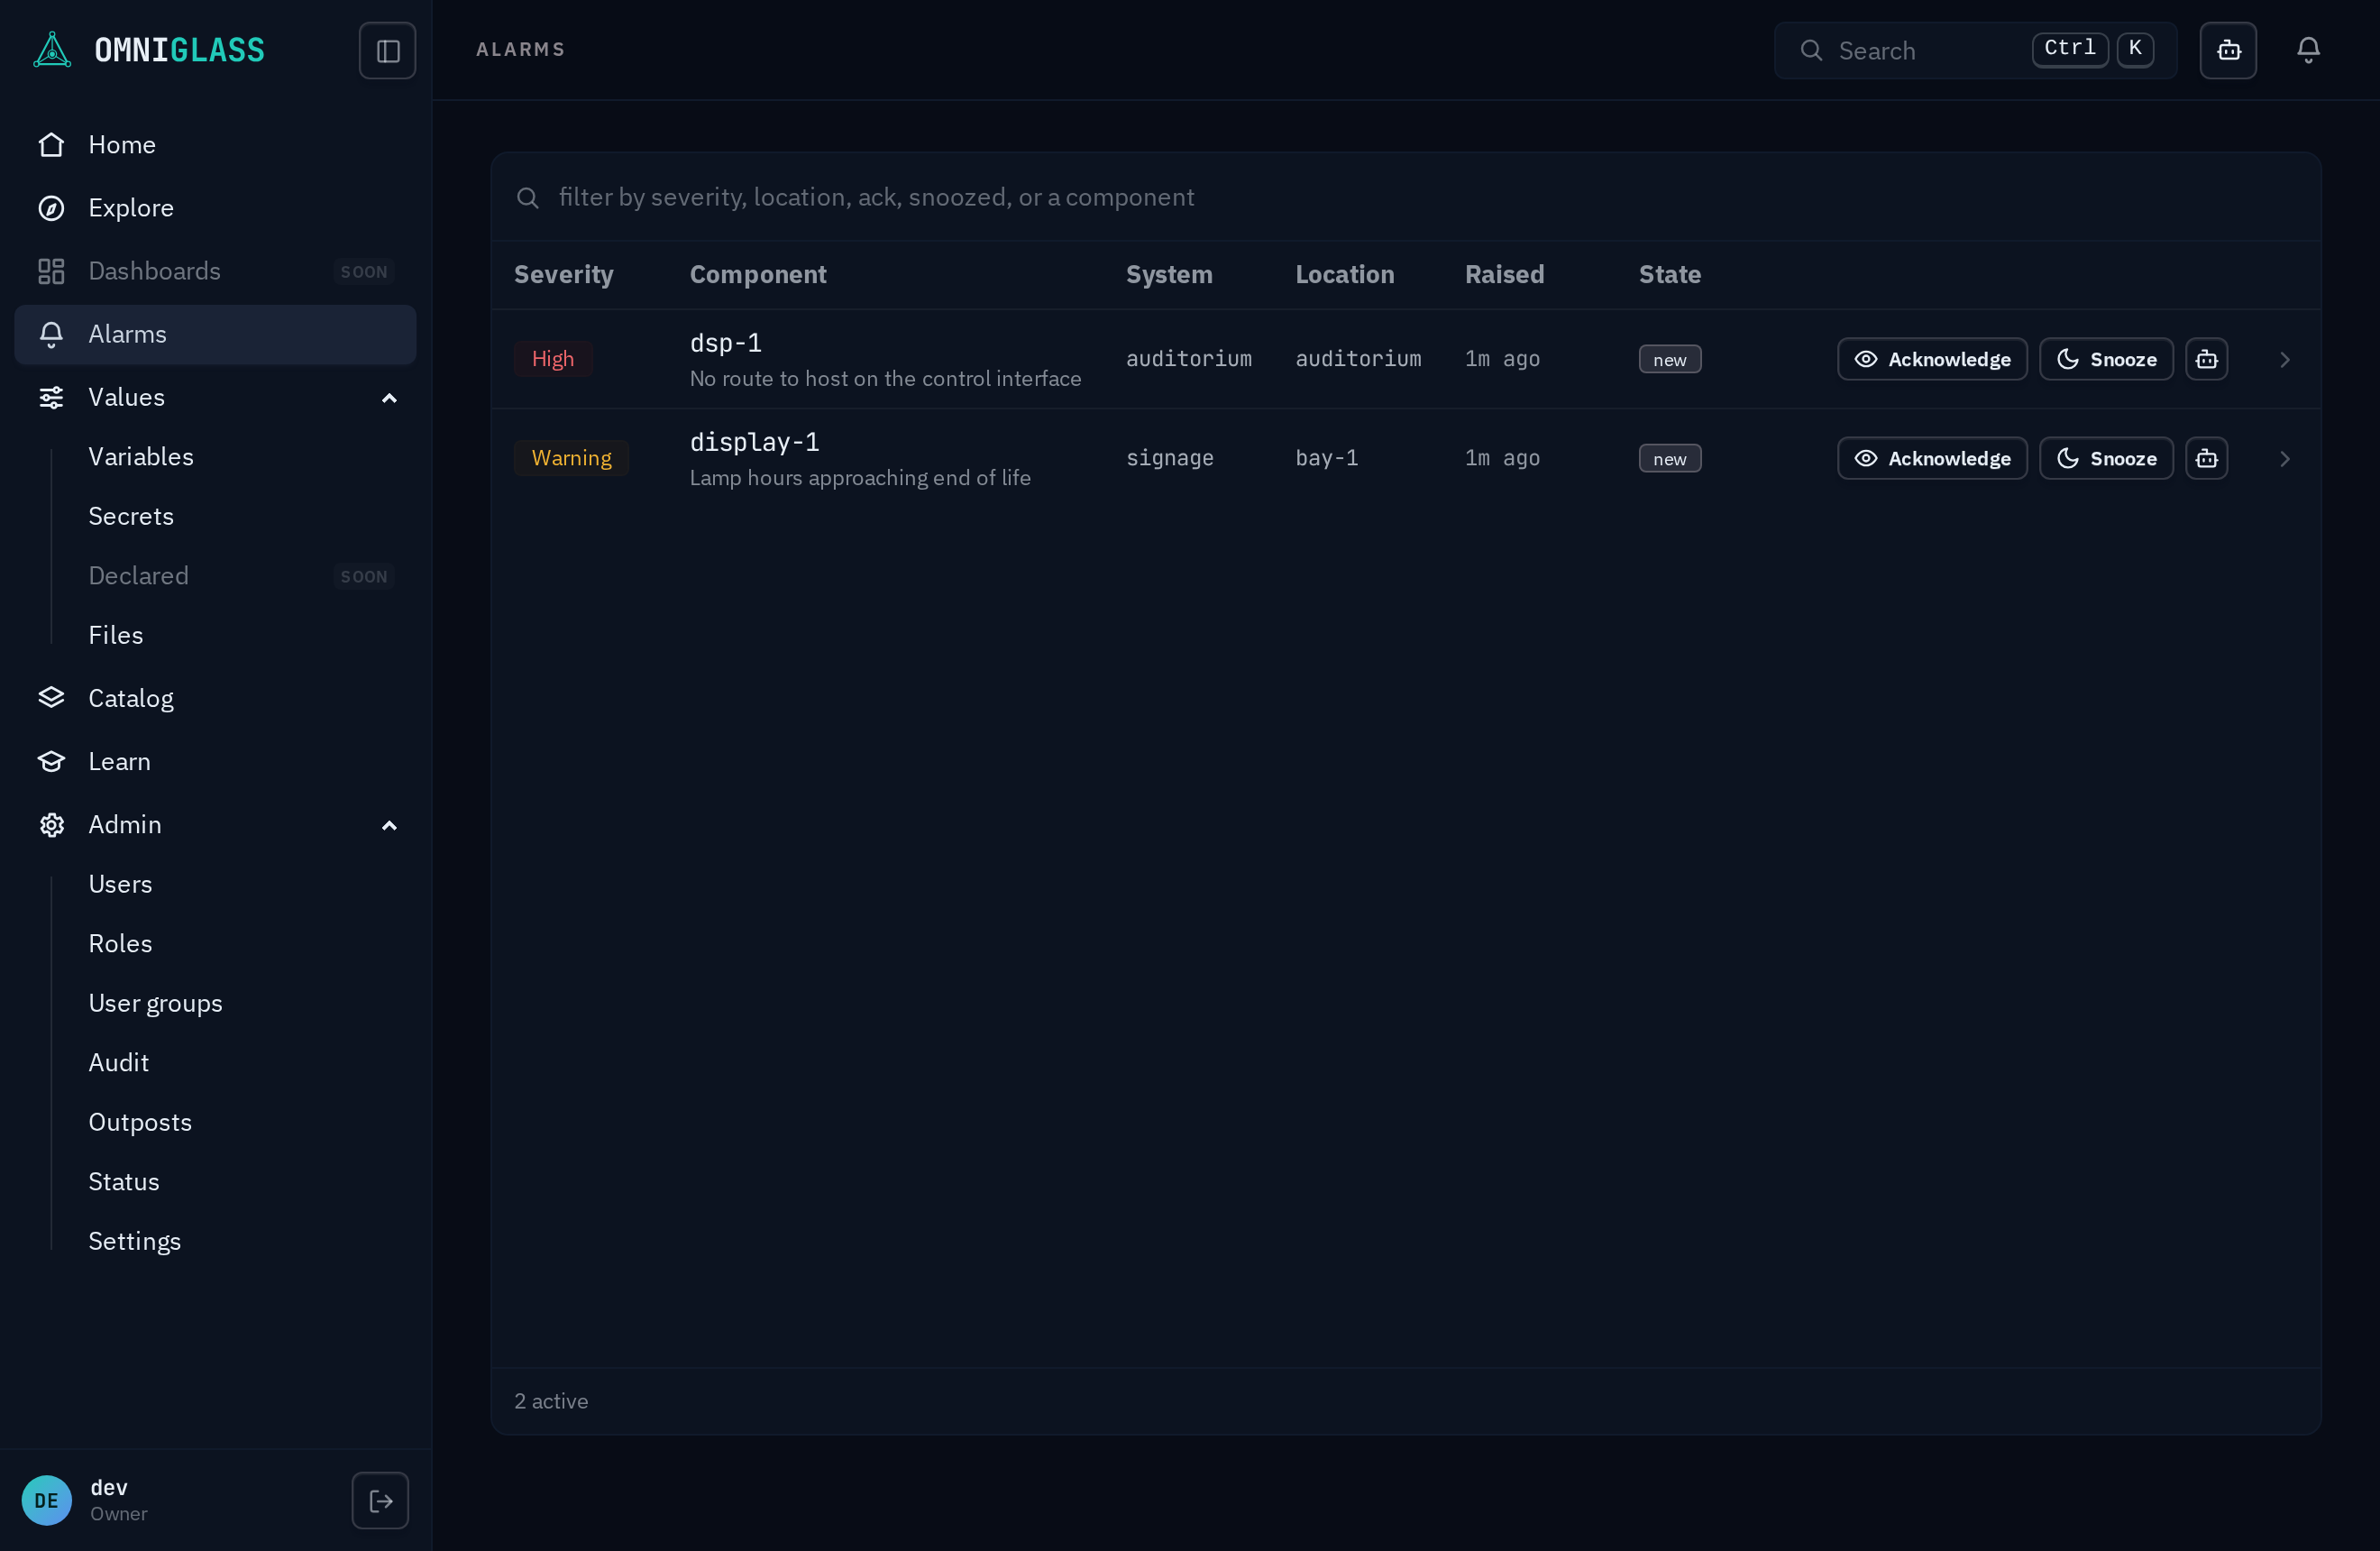 OMNIGLASS
ALARMS
Search Ctrl K
Home
Explore
Dashboards SOON
Alarms
Values
Variables
Secrets
Declared SOON
Files
Catalog
Learn
Admin
Users
Roles
User groups
Audit
Outposts
Status
Settings
DE
dev
Owner
filter by severity, location, ack, snoozed, or a component
Severity Component System Location Raised State
High dsp-1 auditorium auditorium 1m ago new Acknowledge Snooze
No route to host on the control interface
Warning display-1 signage bay-1 1m ago new Acknowledge Snooze
Lamp hours approaching end of life
2 active